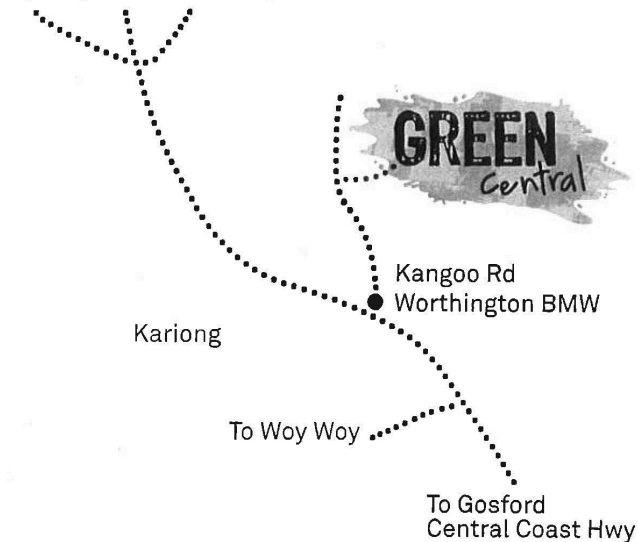 GREEN
Central
Kangoo Rd
Worthington BMW
Kariong
To Woy Woy
To Gosford
Central Coast Hwy